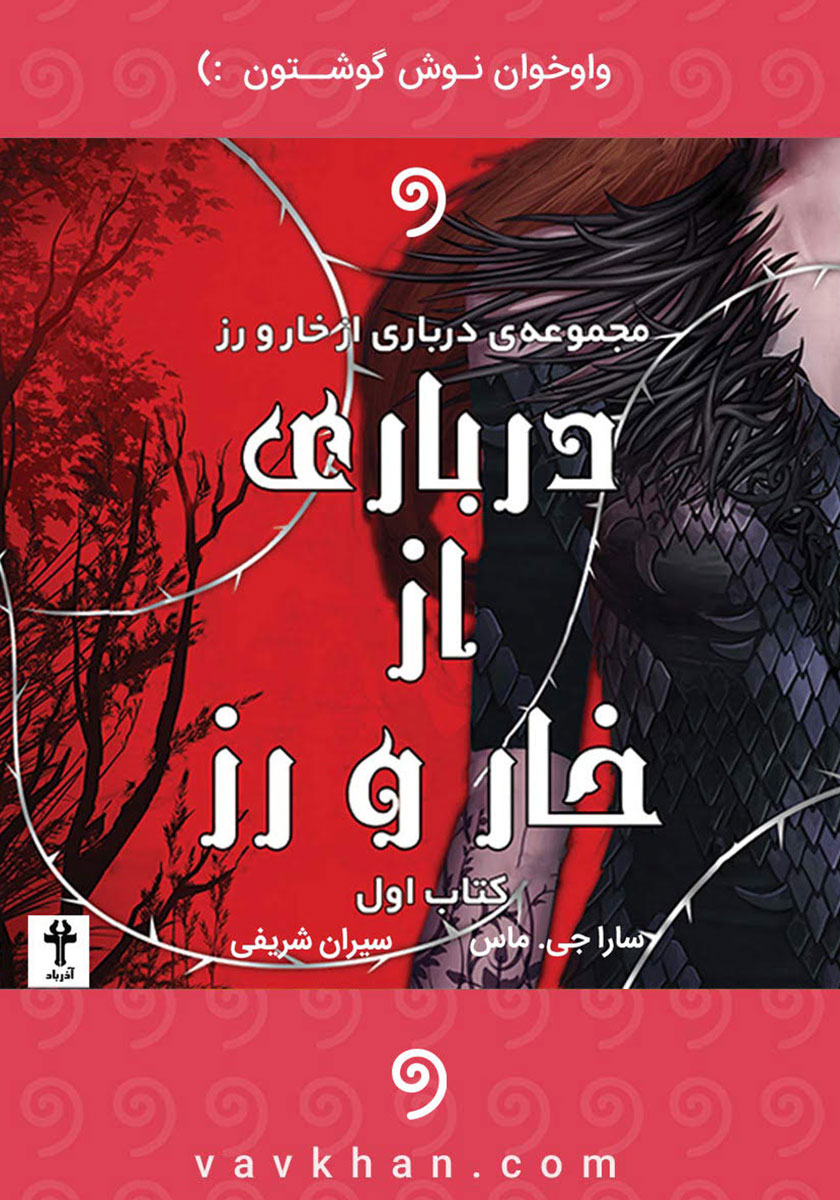 واوخوان نـوش گوشـــتون :)
مجموعه‌ی درباری از خار و رز
درباری
از
خار و رز
کتاب اول
سارا جی. ماس
سیران شریفی
آذرباد
vavkhan.com